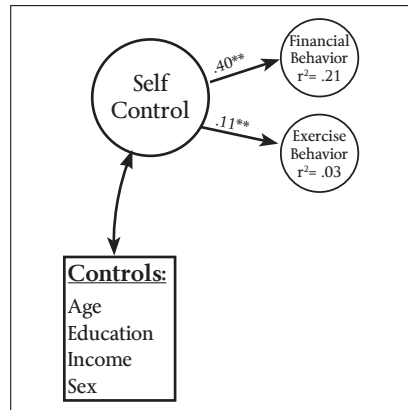 Self
Control
.40**
Financial
Behavior
r²= .21
.11**
Exercise
Behavior
r²= .03
Controls:
Age
Education
Income
Sex